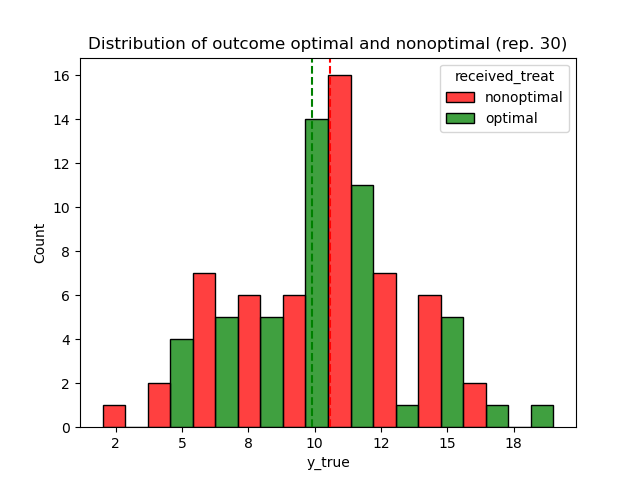 Distribution of outcome optimal and nonoptimal (rep. 30)
received_treat
nonoptimal
optimal
16
14
12
10
8
6
4
2
0
Count
2 5 8 10 12 15 18
y_true